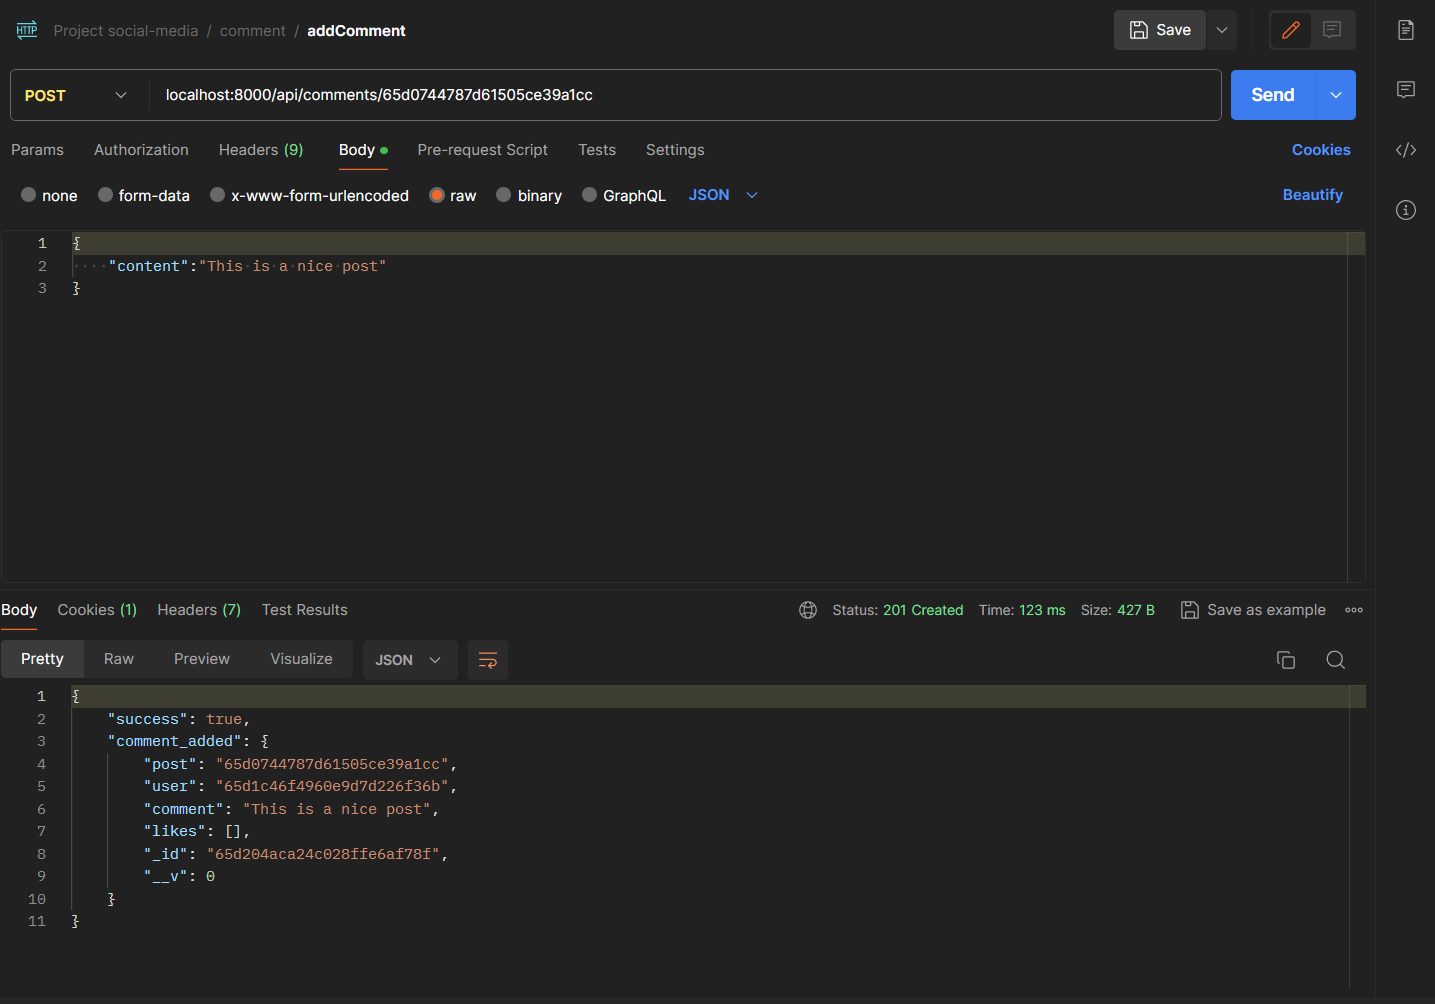 HTTP Project social-media / comment / addComment Save
POST localhost:8000/api/comments/65d0744787d61505ce39a1cc Send
Params Authorization Headers (9) Body Pre-request Script Tests Settings Cookies
none form-data x-www-form-urlencoded raw binary GraphQL JSON Beautify
1 {
2 "content":"This is a nice post"
3 }
Body Cookies (1) Headers (7) Test Results Status: 201 Created Time: 123 ms Size: 427 B Save as example
Pretty Raw Preview Visualize JSON
1 {
2 "success": true,
3 "comment_added": {
4 "post": "65d0744787d61505ce39a1cc",
5 "user": "65d1c46f4960e9d7d226f36b",
6 "comment": "This is a nice post",
7 "likes": [],
8 "_id": "65d204aca24c028ffe6af78f",
9 "__v": 0
10 }
11 }